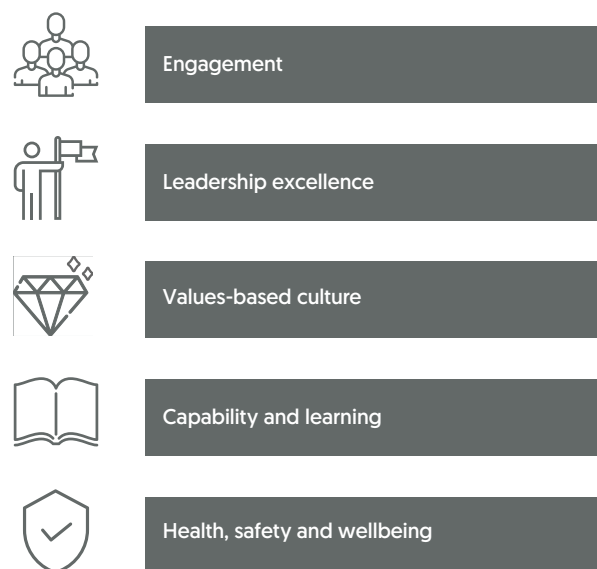 Engagement
Leadership excellence
Values-based culture
Capability and learning
Health, safety and wellbeing